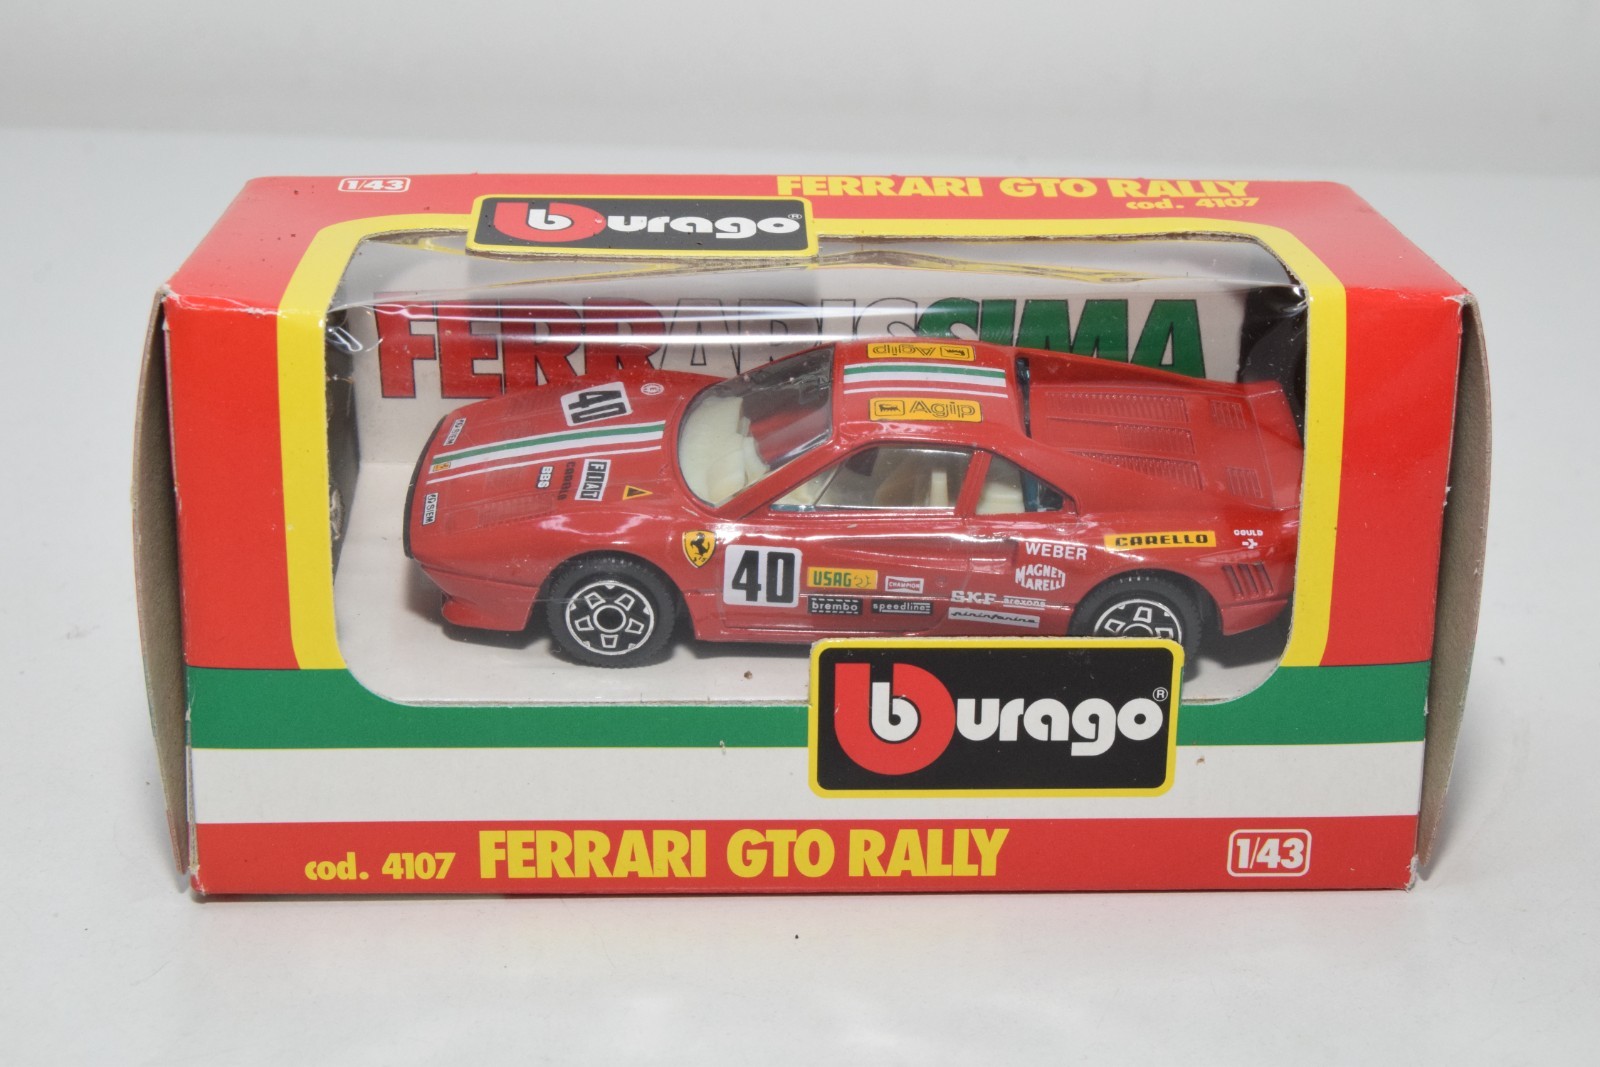 1/43
FERRARI GTO RALLY
cod. 4107
burago®
FERRARISSIMA
Agip
Agip
40
BBS
FIAT
40
USAG
CHAMPION
brembo
speedline
WEBER
MAGNETI
MARELLI
SKF
arexons
pininfarina
CARELLO
GOULD
burago®
cod. 4107 FERRARI GTO RALLY
1/43